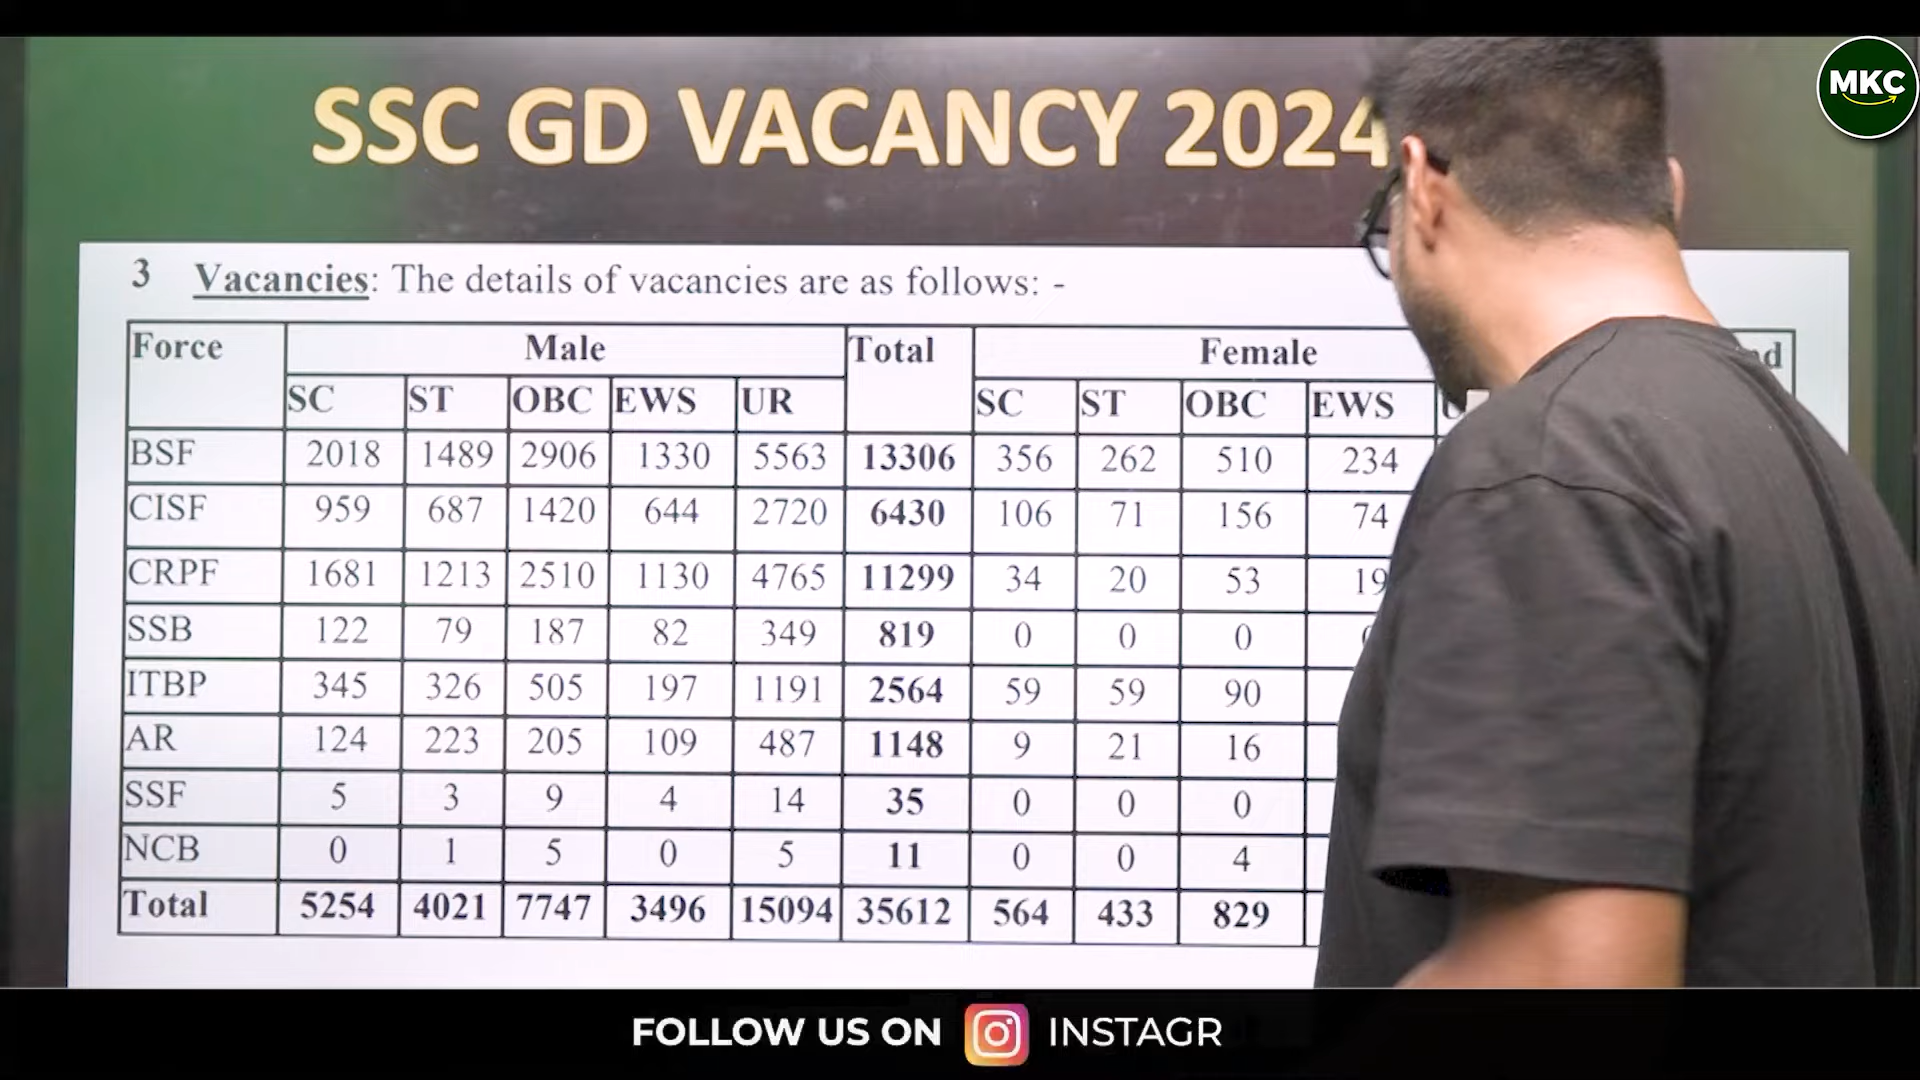 MKC
SSC GD VACANCY 2024
3 Vacancies: The details of vacancies are as follows: -
Force Male Total Female
SC ST OBC EWS UR SC ST OBC EWS
BSF 2018 1489 2906 1330 5563 13306 356 262 510 234
CISF 959 687 1420 644 2720 6430 106 71 156 74
CRPF 1681 1213 2510 1130 4765 11299 34 20 53 19
SSB 122 79 187 82 349 819 0 0 0
ITBP 345 326 505 197 1191 2564 59 59 90
AR 124 223 205 109 487 1148 9 21 16
SSF 5 3 9 4 14 35 0 0 0
NCB 0 1 5 0 5 11 0 0 4
Total 5254 4021 7747 3496 15094 35612 564 433 829
FOLLOW US ON INSTAGR